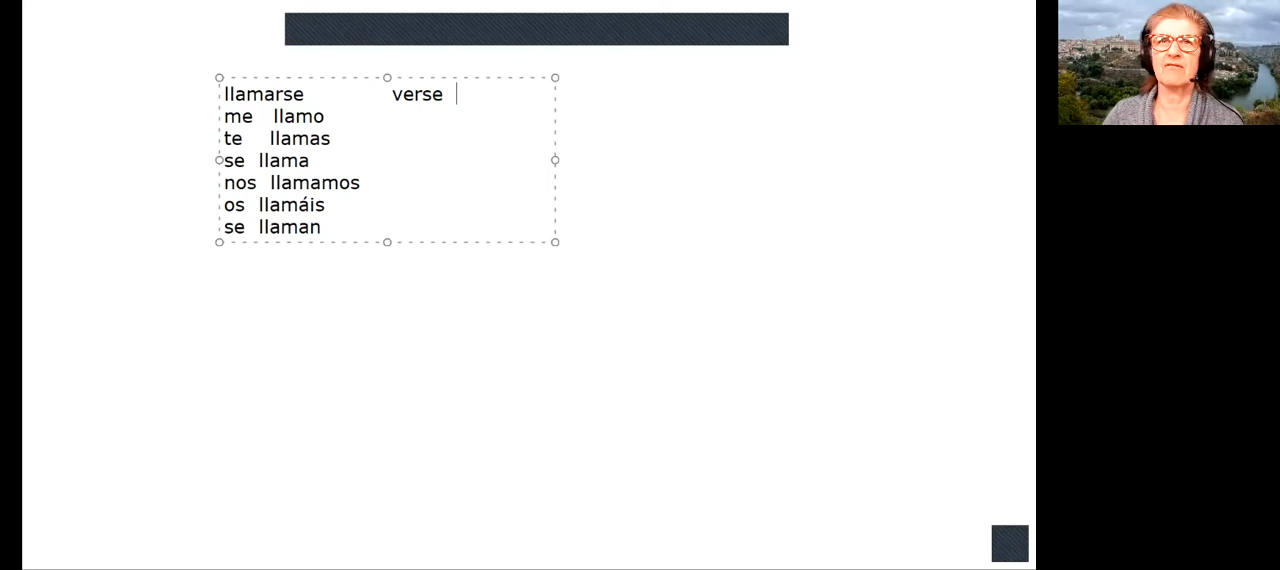 llamarse verse
me llamo
te llamas
se llama
nos llamamos
os llamáis
se llaman